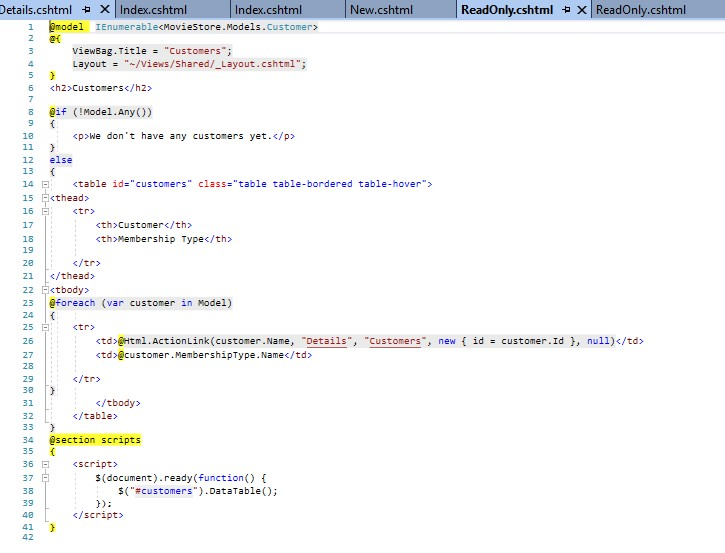 Details.cshtml Index.cshtml Index.cshtml New.cshtml ReadOnly.cshtml ReadOnly.cshtml
1 @model IEnumerable<MovieStore.Models.Customer>
2 @{
3 ViewBag.Title = "Customers";
4 Layout = "~/Views/Shared/_Layout.cshtml";
5 }
6 <h2>Customers</h2>
7
8 @if (!Model.Any())
9 {
10 <p>We don't have any customers yet.</p>
11 }
12 else
13 {
14 <table id="customers" class="table table-bordered table-hover">
15 <thead>
16 <tr>
17 <th>Customer</th>
18 <th>Membership Type</th>
19
20 </tr>
21 </thead>
22 <tbody>
23 @foreach (var customer in Model)
24 {
25 <tr>
26 <td>@Html.ActionLink(customer.Name, "Details", "Customers", new { id = customer.Id }, null)</td>
27 <td>@customer.MembershipType.Name</td>
28
29 </tr>
30 }
31 </tbody>
32 </table>
33 }
34 @section scripts
35 {
36 <script>
37 $(document).ready(function() {
38 $("#customers").DataTable();
39 });
40 </script>
41 }
42